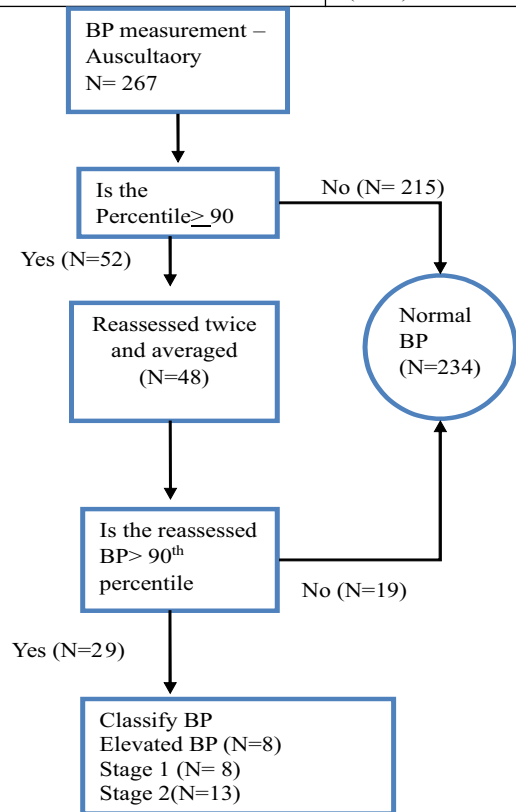 BP measurement –
Auscultaory
N= 267
Is the
Percentile> 90
No (N= 215)
Yes (N=52)
Reassessed twice
and averaged
(N=48)
Normal
BP
(N=234)
Is the reassessed
BP> 90th
percentile
No (N=19)
Yes (N=29)
Classify BP
Elevated BP (N=8)
Stage 1 (N= 8)
Stage 2(N=13)